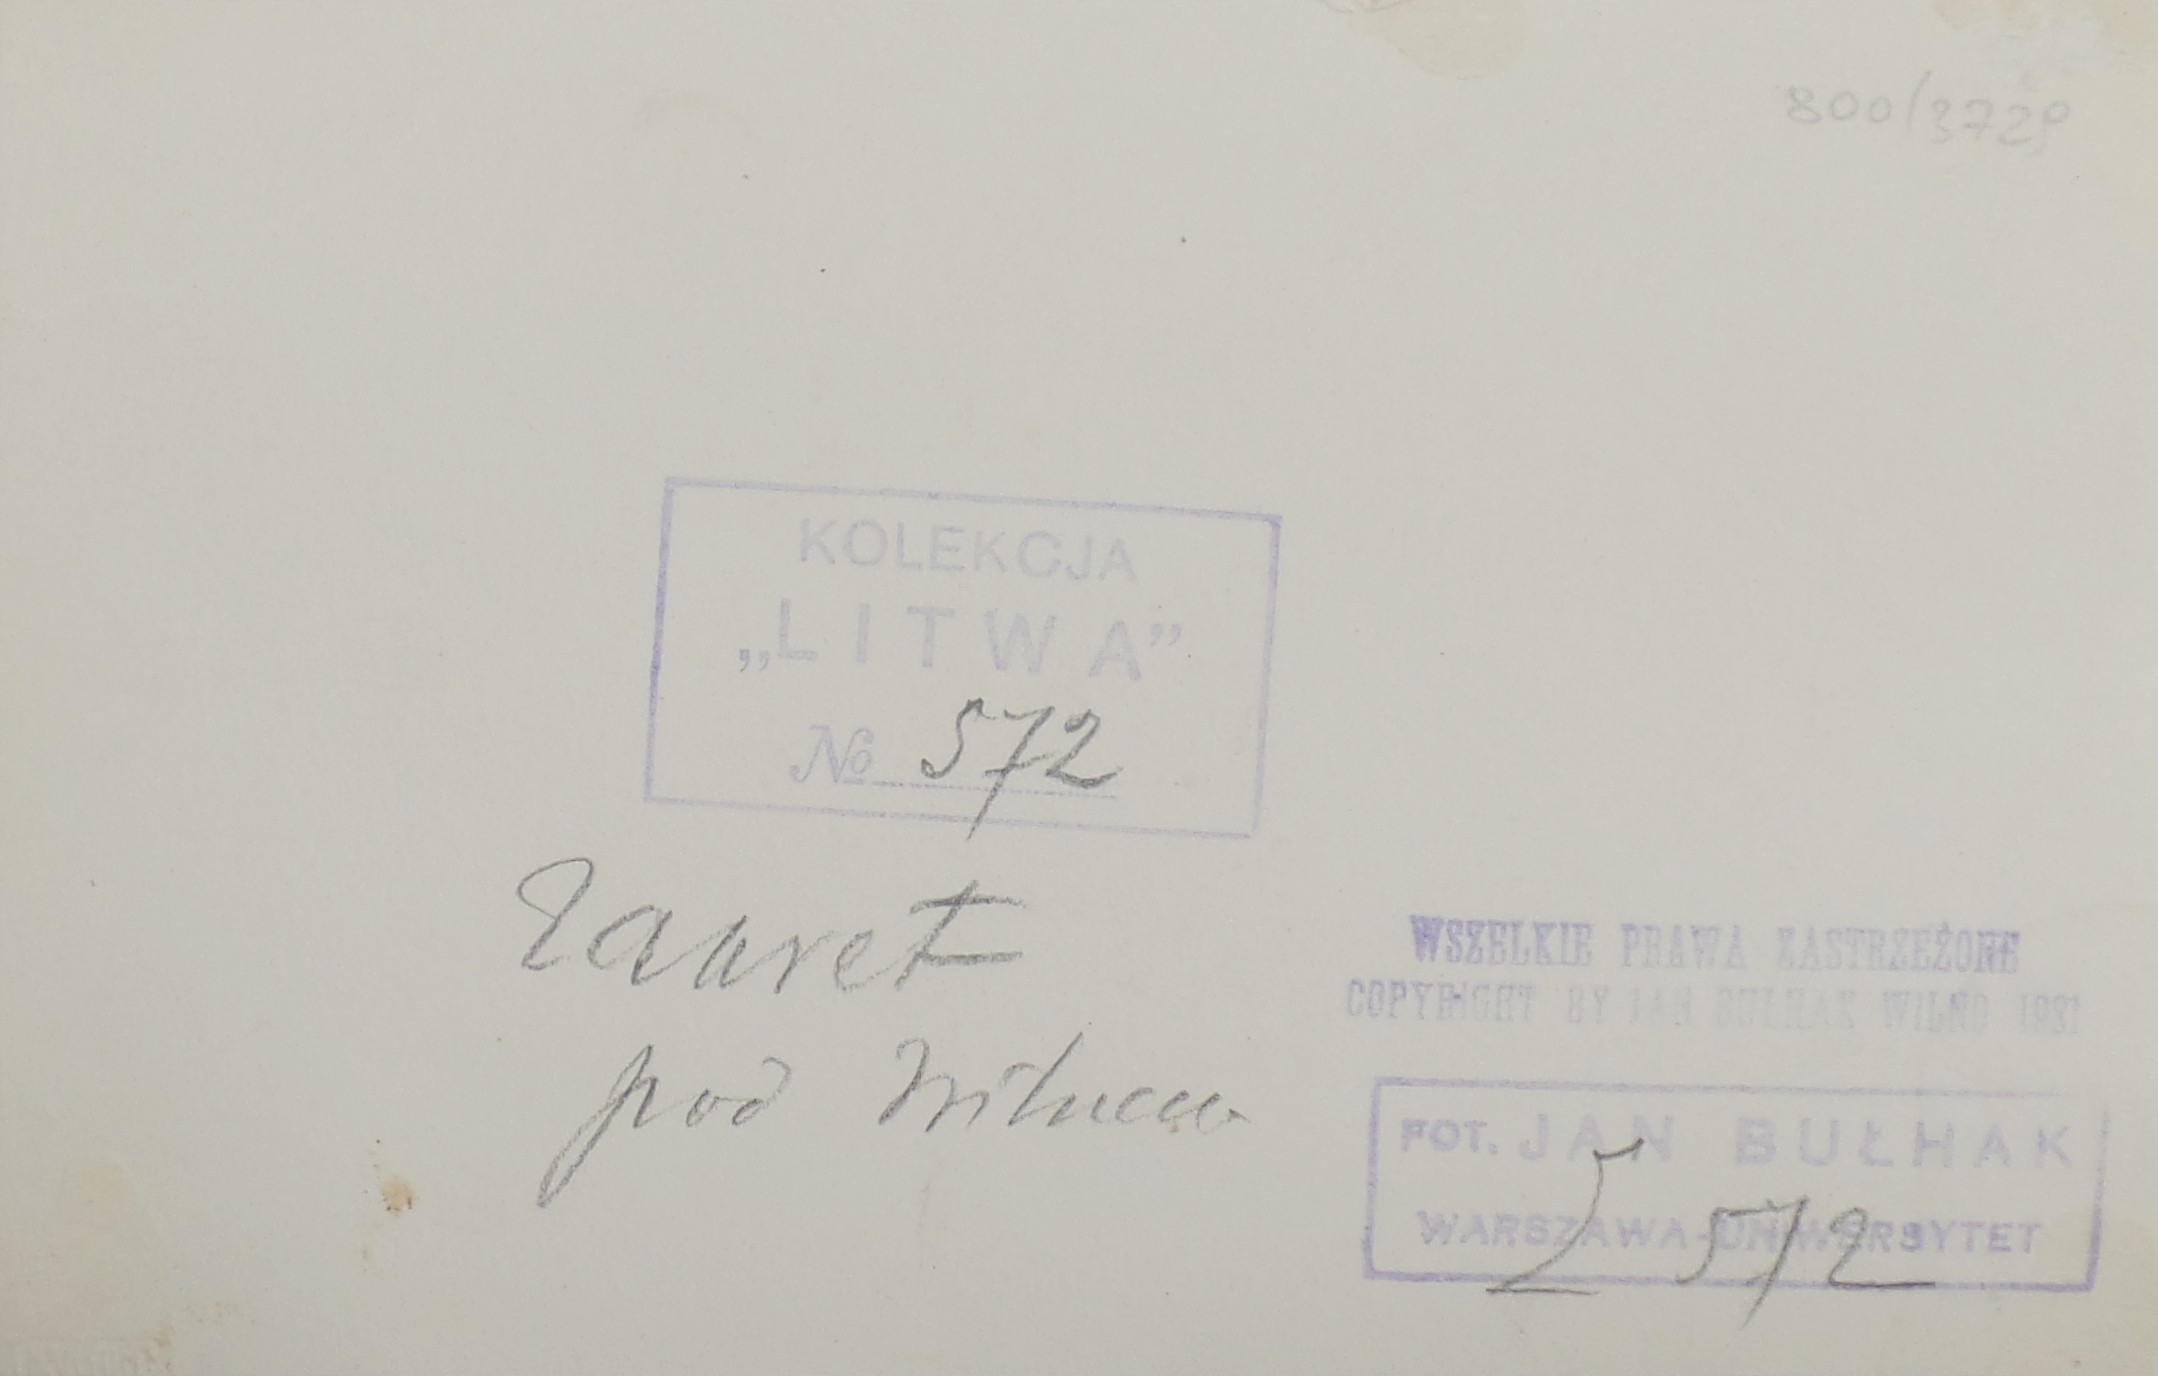 800/3729
KOLEKCJA
„LITWA”
№ 572
Zakret
pod Wilnem
WSZELKIE PRAWA ZASTRZEŻONE
COPYRIGHT BY JAN BUŁHAK WILNO 1931
FOT. JAN BUŁHAK
WARSZAWA-UNIWERSYTET
L 572